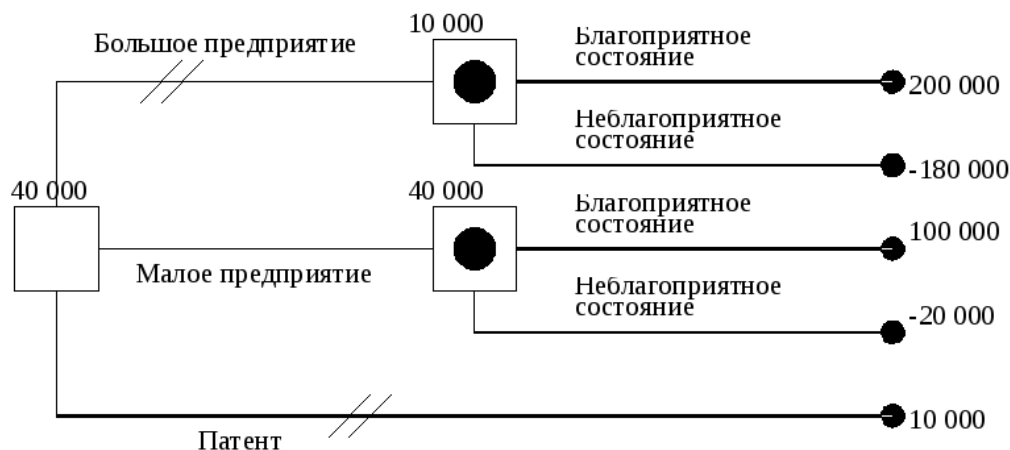 10 000
Большое предприятие
Благоприятное
состояние
200 000
Неблагоприятное
состояние
-180 000
40 000
40 000
Благоприятное
состояние
100 000
Малое предприятие
Неблагоприятное
состояние
-20 000
10 000
Патент